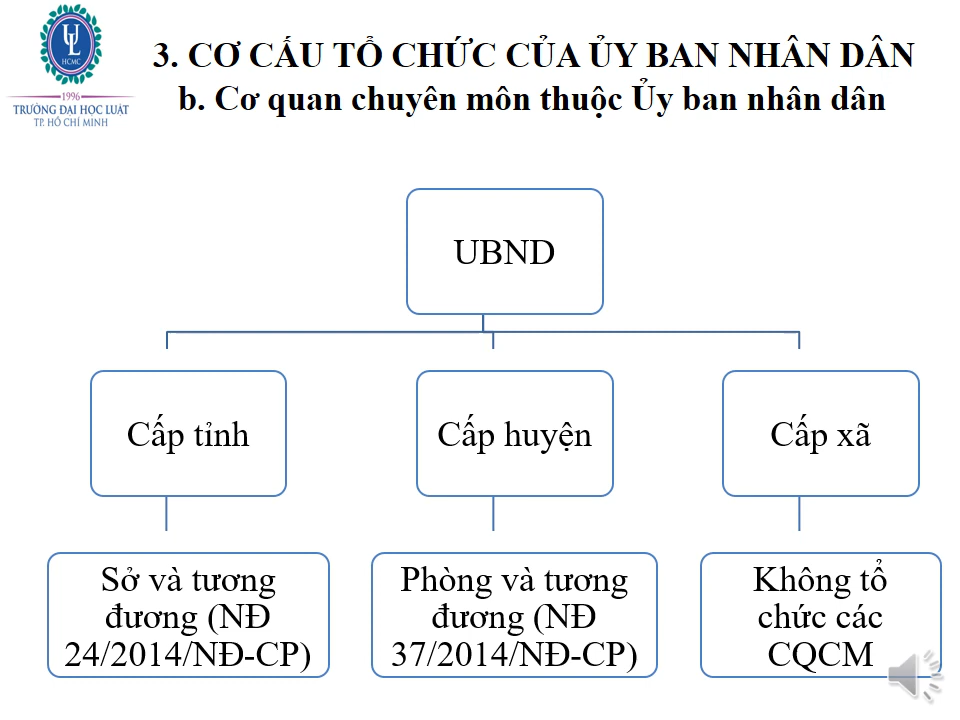 UL
HCMC
1996
TRƯỜNG ĐẠI HỌC LUẬT
TP. HỒ CHÍ MINH
3. CƠ CẤU TỔ CHỨC CỦA ỦY BAN NHÂN DÂN
b. Cơ quan chuyên môn thuộc Ủy ban nhân dân
UBND
Cấp tỉnh
Cấp huyện
Cấp xã
Sở và tương
đương (NĐ
24/2014/NĐ-CP)
Phòng và tương
đương (NĐ
37/2014/NĐ-CP)
Không tổ
chức các
CQCM